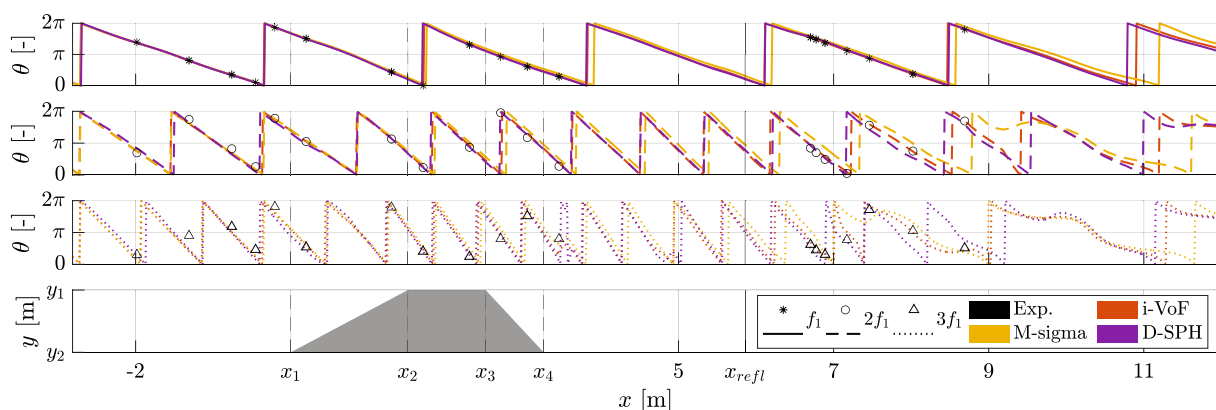 2π
π
0
θ [-]
2π
π
0
θ [-]
2π
π
0
θ [-]
y₁
y₂
y [m]
f₁ 2f₁ 3f₁
Exp. i-VoF
M-sigma D-SPH
-2 x₁ x₂ x₃ x₄ 5 x_refl 7 9 11
x [m]